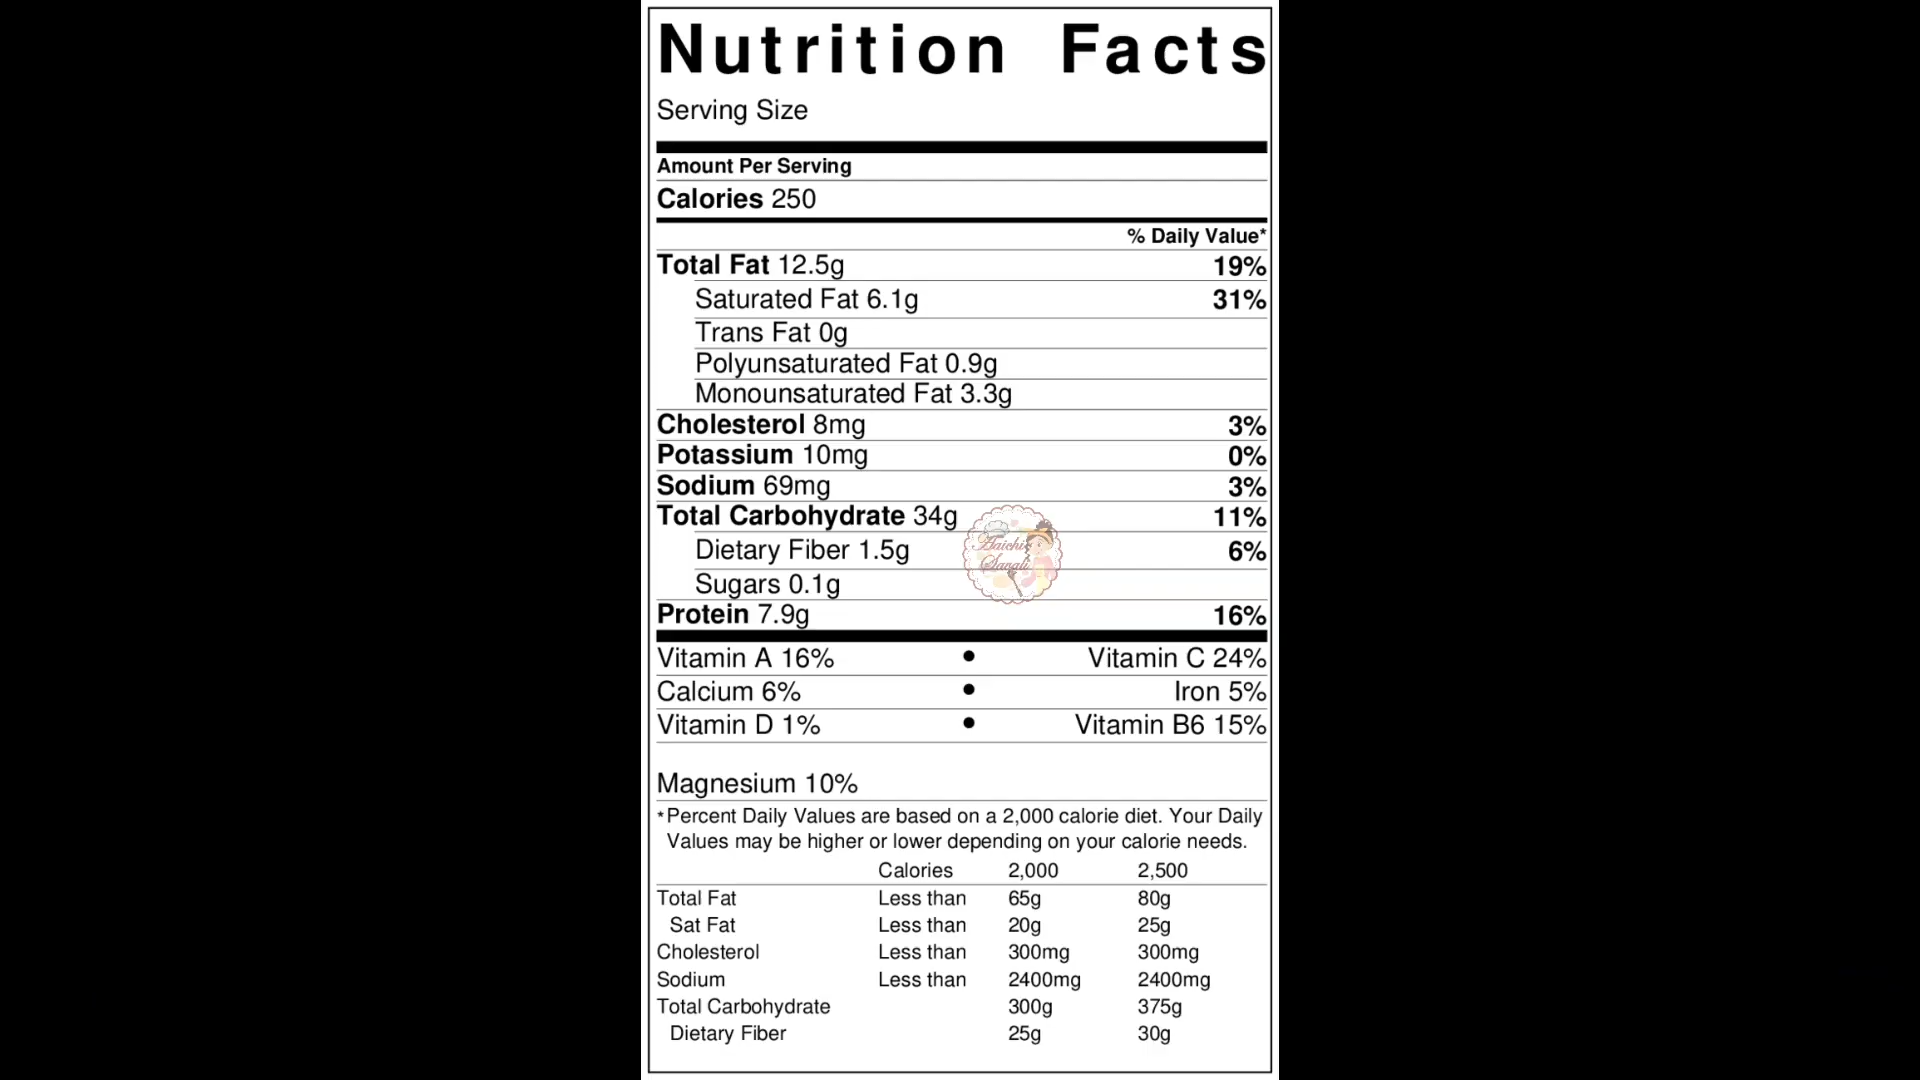 Nutrition Facts
Serving Size
Amount Per Serving
Calories 250
% Daily Value*
Total Fat 12.5g 19%
Saturated Fat 6.1g 31%
Trans Fat 0g
Polyunsaturated Fat 0.9g
Monounsaturated Fat 3.3g
Cholesterol 8mg 3%
Potassium 10mg 0%
Sodium 69mg 3%
Total Carbohydrate 34g 11%
Dietary Fiber 1.5g 6%
Aaichi
Savali
Sugars 0.1g
Protein 7.9g 16%
Vitamin A 16% • Vitamin C 24%
Calcium 6% • Iron 5%
Vitamin D 1% • Vitamin B6 15%
Magnesium 10%
*Percent Daily Values are based on a 2,000 calorie diet. Your Daily
Values may be higher or lower depending on your calorie needs.
Calories 2,000 2,500
Total Fat Less than 65g 80g
Sat Fat Less than 20g 25g
Cholesterol Less than 300mg 300mg
Sodium Less than 2400mg 2400mg
Total Carbohydrate 300g 375g
Dietary Fiber 25g 30g